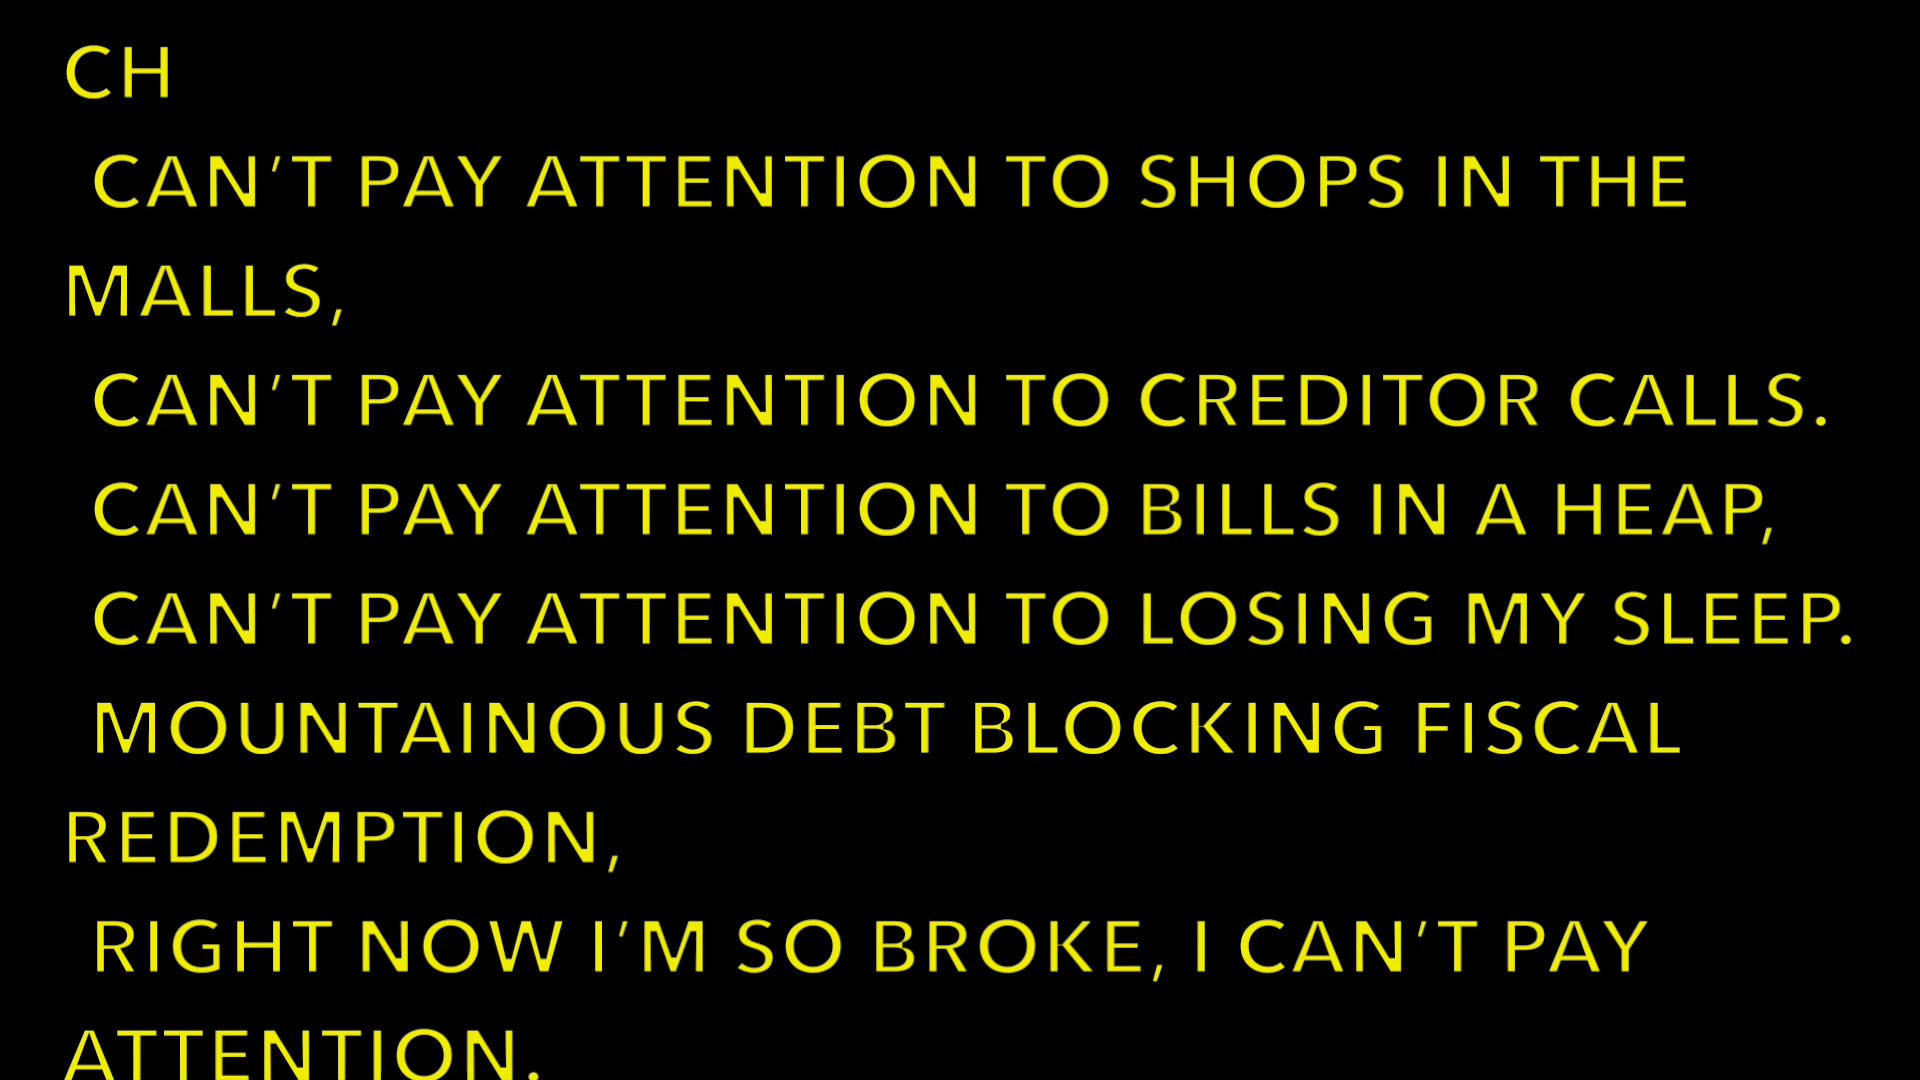 CH
CAN'T PAY ATTENTION TO SHOPS IN THE
MALLS,
CAN'T PAY ATTENTION TO CREDITOR CALLS.
CAN'T PAY ATTENTION TO BILLS IN A HEAP,
CAN'T PAY ATTENTION TO LOSING MY SLEEP.
MOUNTAINOUS DEBT BLOCKING FISCAL
REDEMPTION,
RIGHT NOW I'M SO BROKE, I CAN'T PAY
ATTENTION.